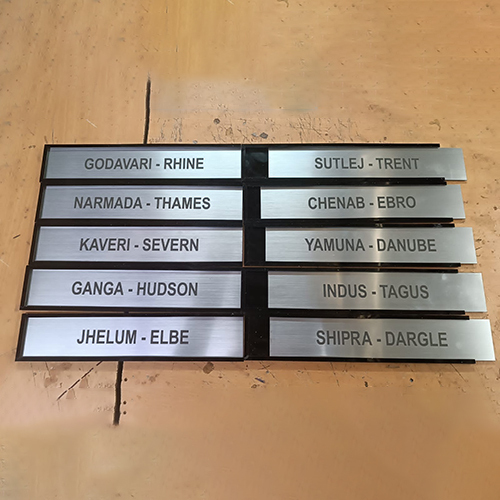 GODAVARI - RHINE
SUTLEJ - TRENT
NARMADA - THAMES
CHENAB - EBRO
KAVERI - SEVERN
YAMUNA - DANUBE
GANGA - HUDSON
INDUS - TAGUS
JHELUM - ELBE
SHIPRA - DARGLE